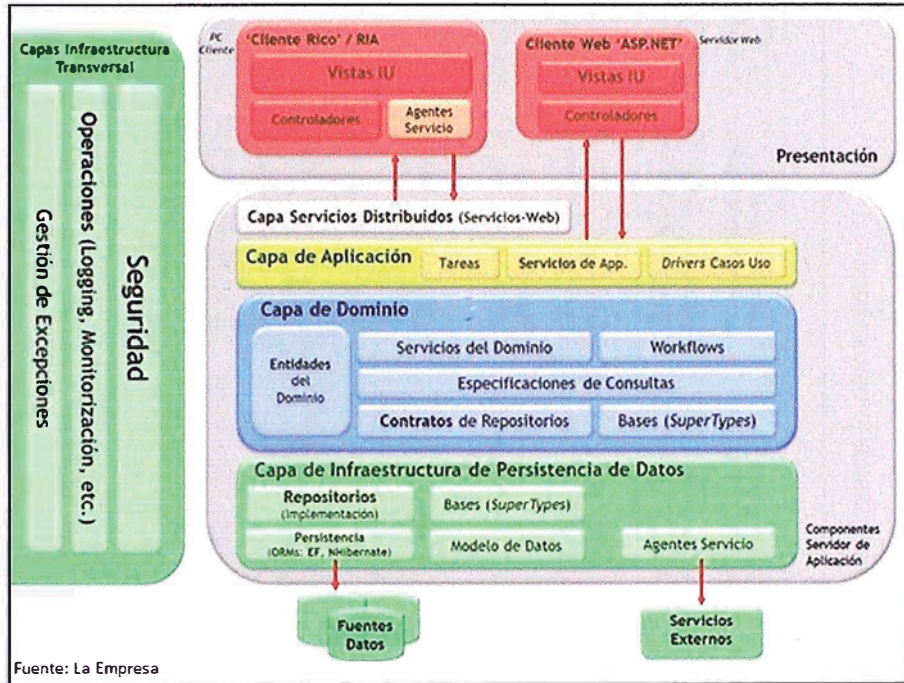 Capas Infraestructura
Transversal
Gestión de Excepciones
Operaciones (Logging, Monitorización, etc.)
Seguridad
PC
Cliente
'Cliente Rico' / RIA
Vistas IU
Controladores
Agentes
Servicio
Cliente Web 'ASP.NET'
Servidor Web
Vistas IU
Controladores
Presentación
Capa Servicios Distribuidos (Servicios-Web)
Capa de Aplicación
Tareas
Servicios de App.
Drivers Casos Uso
Capa de Dominio
Entidades
del
Dominio
Servicios del Dominio
Workflows
Especificaciones de Consultas
Contratos de Repositorios
Bases (SuperTypes)
Capa de Infraestructura de Persistencia de Datos
Repositorios
(Implementación)
Bases (SuperTypes)
Persistencia
(ORMs: EF, NHibernate)
Modelo de Datos
Agentes Servicio
Componentes
Servidor de
Aplicación
Fuentes
Datos
Servicios
Externos
Fuente: La Empresa